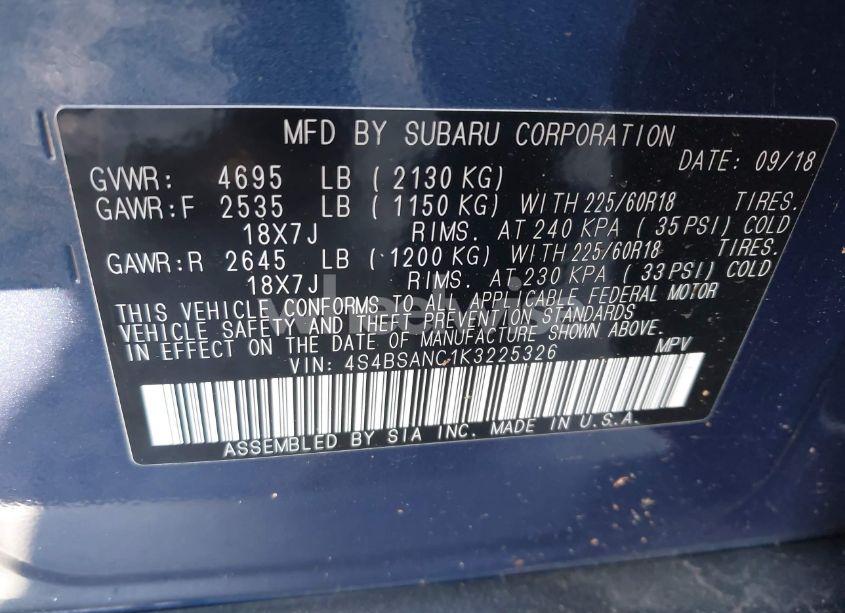 MFD BY SUBARU CORPORATION
DATE: 09/18
GVWR: 4695 LB ( 2130 KG)
GAWR:F 2535 LB ( 1150 KG) WITH 225/60R18 TIRES.
18X7J RIMS. AT 240 KPA ( 35 PSI) COLD
GAWR:R 2645 LB ( 1200 KG) WITH 225/60R18 TIRES.
18X7J RIMS. AT 230 KPA ( 33 PSI) COLD
THIS VEHICLE CONFORMS TO ALL APPLICABLE FEDERAL MOTOR
VEHICLE SAFETY AND THEFT PREVENTION STANDARDS
IN EFFECT ON THE DATE OF MANUFACTURE SHOWN ABOVE.
VIN: 4S4BSANC1K3225326 MPV
ASSEMBLED BY SIA INC. MADE IN U.S.A.